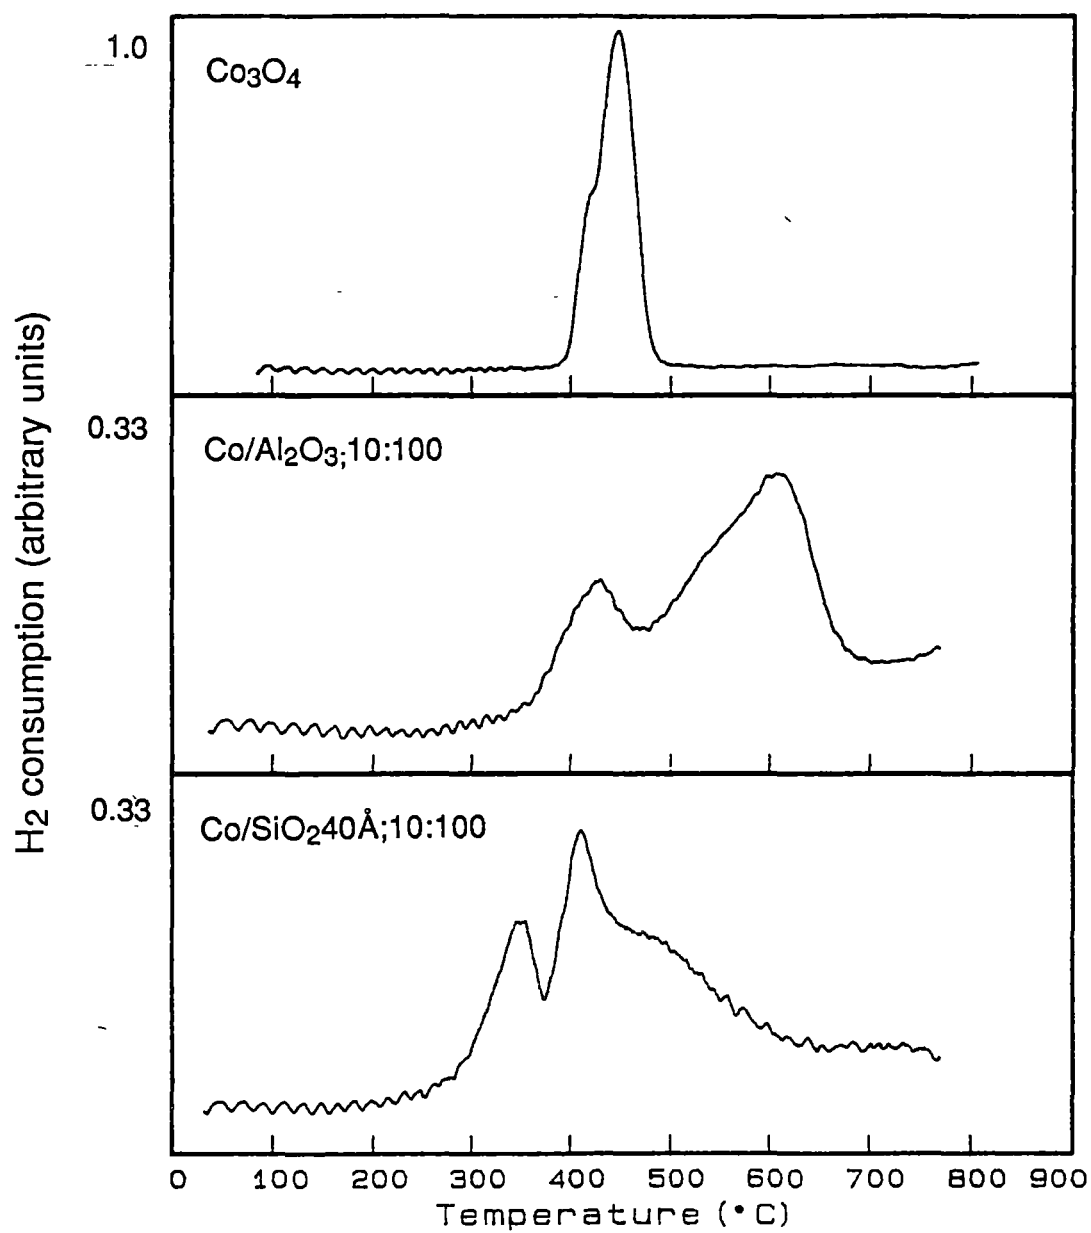 H2 consumption (arbitrary units)
1.0
Co3O4
0.33
Co/Al2O3;10:100
0.33
Co/SiO240Å;10:100
0 100 200 300 400 500 600 700 800 900
Temperature (°C)